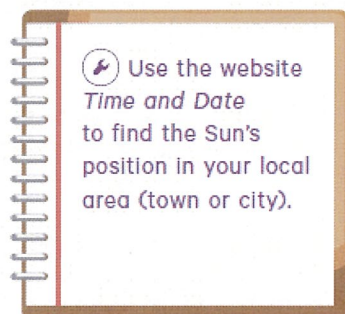 Use the website
Time and Date
to find the Sun's
position in your local
area (town or city).